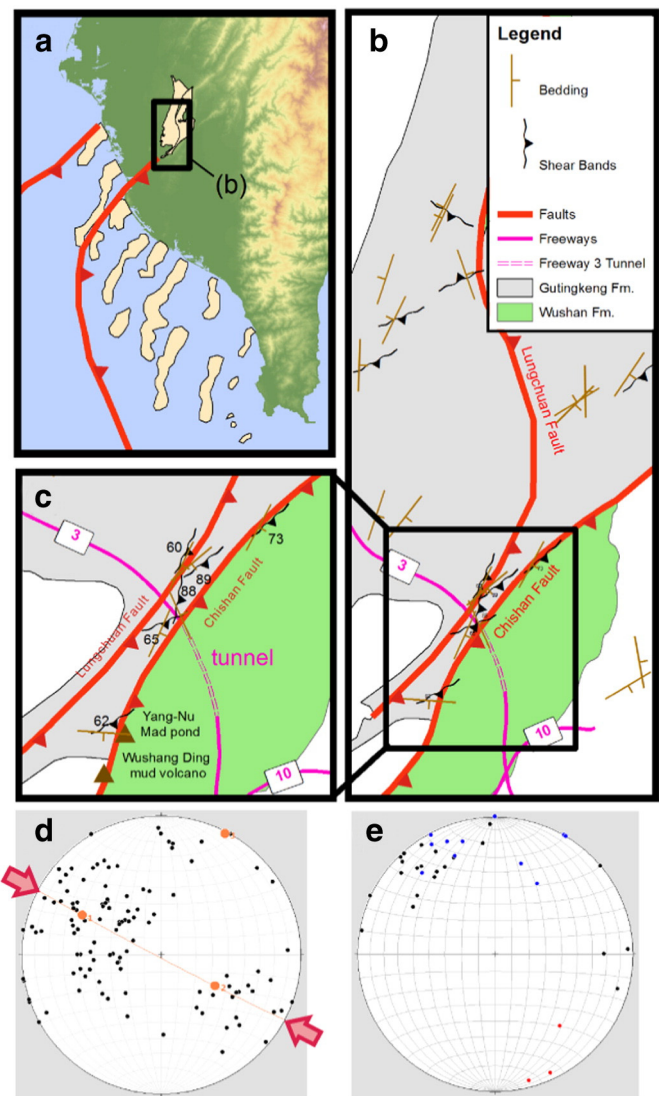 a
(b)
b
Legend
Bedding
Shear Bands
Faults
Freeways
Freeway 3 Tunnel
Gutingkeng Fm.
Wushan Fm.
Lungchuan Fault
3
Chishan Fault
10
c
3
60
73
89
88
Chishan Fault
Lungchuan Fault
65
tunnel
62
Yang-Nu
Mad pond
Wushang Ding
mud volcano
10
d
1
2
e